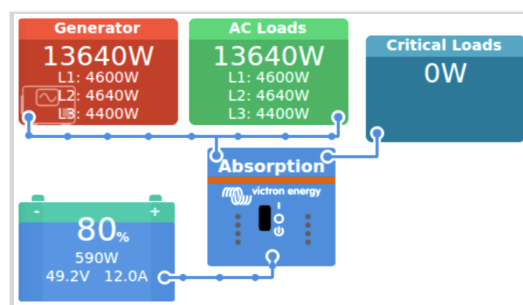 Generator
13640W
L1: 4600W
L2: 4640W
L3: 4400W
AC Loads
13640W
L1: 4600W
L2: 4640W
L3: 4400W
Critical Loads
0W
Absorption
victron energy
- +
80%
590W
49.2V 12.0A